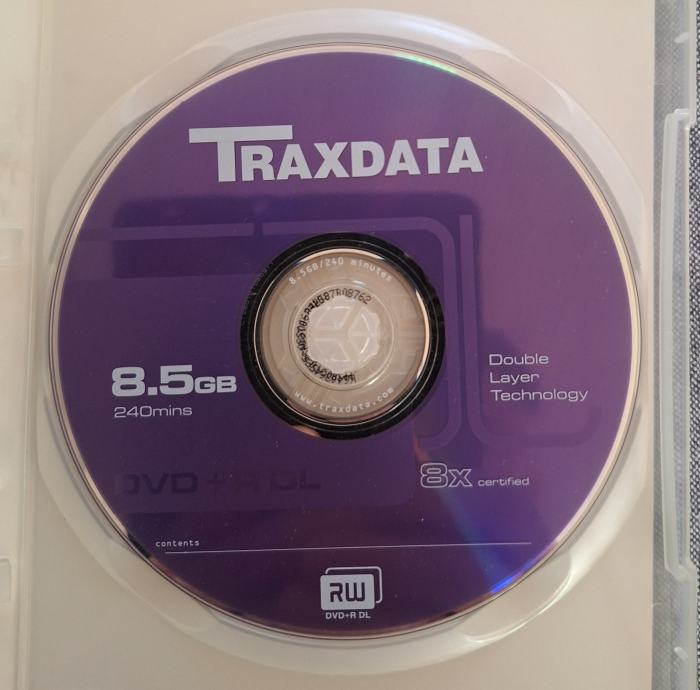 TRAXDATA
8.5GB/240 minutes
8.5GB
240mins
Double
Layer
Technology
www.traxdata.com
DVD+R DL
8x certified
contents
RW
DVD+R DL